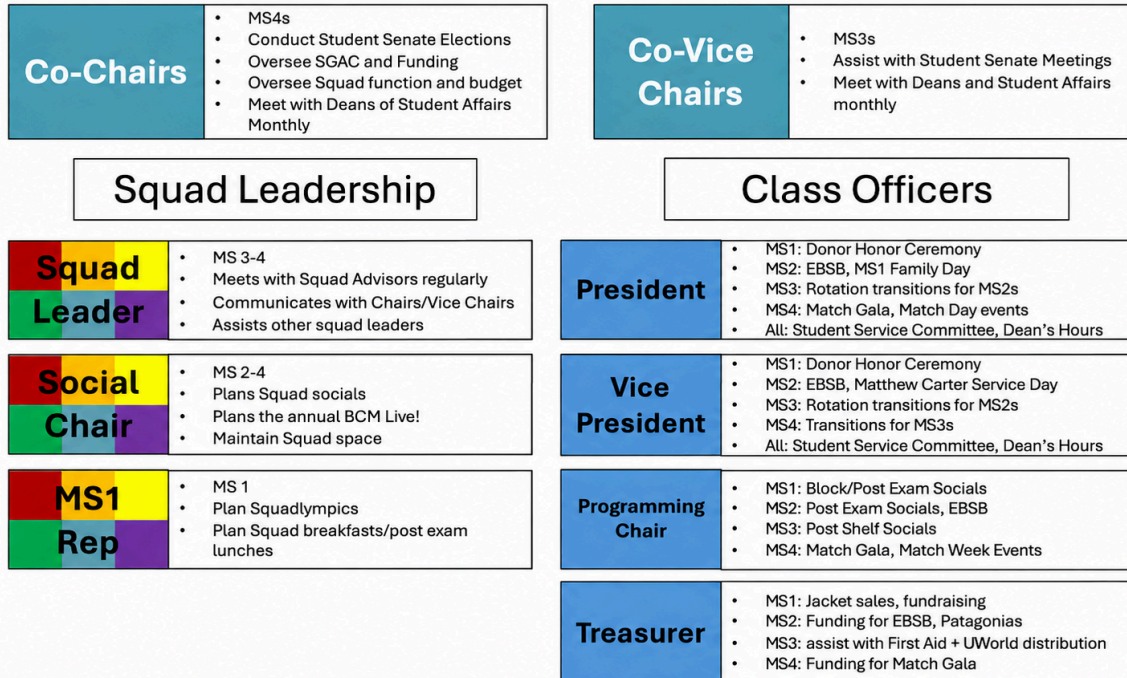 Co-Chairs
• MS4s
• Conduct Student Senate Elections
• Oversee SGAC and Funding
• Oversee Squad function and budget
• Meet with Deans of Student Affairs
Monthly
Co-Vice
Chairs
• MS3s
• Assist with Student Senate Meetings
• Meet with Deans and Student Affairs
monthly
Squad Leadership
Squad
Leader
• MS 3-4
• Meets with Squad Advisors regularly
• Communicates with Chairs/Vice Chairs
• Assists other squad leaders
Social
Chair
• MS 2-4
• Plans Squad socials
• Plans the annual BCM Live!
• Maintain Squad space
MS1
Rep
• MS 1
• Plan Squadlympics
• Plan Squad breakfasts/post exam
lunches
Class Officers
President
• MS1: Donor Honor Ceremony
• MS2: EBSB, MS1 Family Day
• MS3: Rotation transitions for MS2s
• MS4: Match Gala, Match Day events
• All: Student Service Committee, Dean’s Hours
Vice
President
• MS1: Donor Honor Ceremony
• MS2: EBSB, Matthew Carter Service Day
• MS3: Rotation transitions for MS2s
• MS4: Transitions for MS3s
• All: Student Service Committee, Dean’s Hours
Programming
Chair
• MS1: Block/Post Exam Socials
• MS2: Post Exam Socials, EBSB
• MS3: Post Shelf Socials
• MS4: Match Gala, Match Week Events
Treasurer
• MS1: Jacket sales, fundraising
• MS2: Funding for EBSB, Patagonias
• MS3: assist with First Aid + UWorld distribution
• MS4: Funding for Match Gala